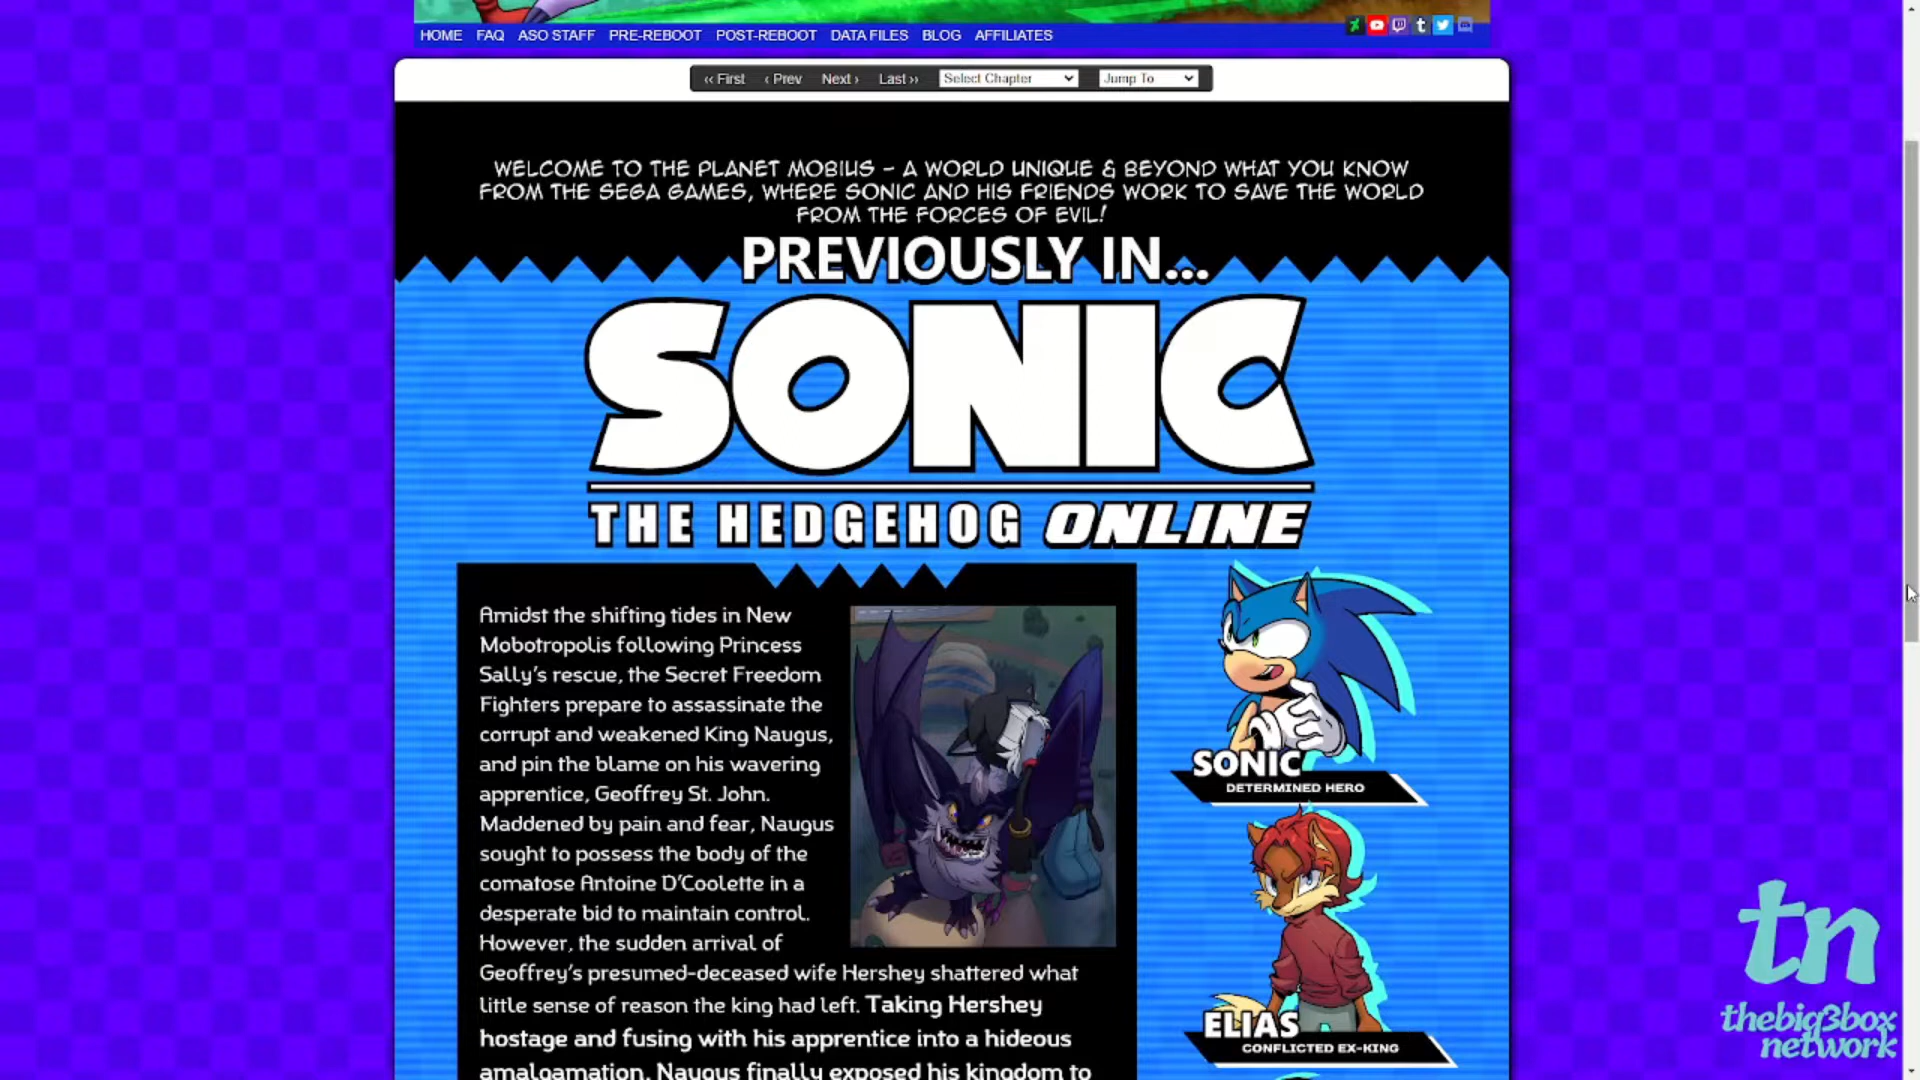 HOME FAQ ASO STAFF PRE-REBOOT POST-REBOOT DATA FILES BLOG AFFILIATES
‹‹ First ‹ Prev Next › Last ›› Select Chapter Jump To
WELCOME TO THE PLANET MOBIUS - A WORLD UNIQUE & BEYOND WHAT YOU KNOW
FROM THE SEGA GAMES, WHERE SONIC AND HIS FRIENDS WORK TO SAVE THE WORLD
FROM THE FORCES OF EVIL!
PREVIOUSLY IN...
SONIC
THE HEDGEHOG ONLINE
Amidst the shifting tides in New
Mobotropolis following Princess
Sally's rescue, the Secret Freedom
Fighters prepare to assassinate the
corrupt and weakened King Naugus,
and pin the blame on his wavering
apprentice, Geoffrey St. John.
Maddened by pain and fear, Naugus
sought to possess the body of the
comatose Antoine D'Coolette in a
desperate bid to maintain control.
However, the sudden arrival of
Geoffrey's presumed-deceased wife Hershey shattered what
little sense of reason the king had left. Taking Hershey
hostage and fusing with his apprentice into a hideous
amalgamation, Naugus finally exposed his kingdom to
SONIC
DETERMINED HERO
ELIAS
CONFLICTED EX-KING
tn
thebig3box
network